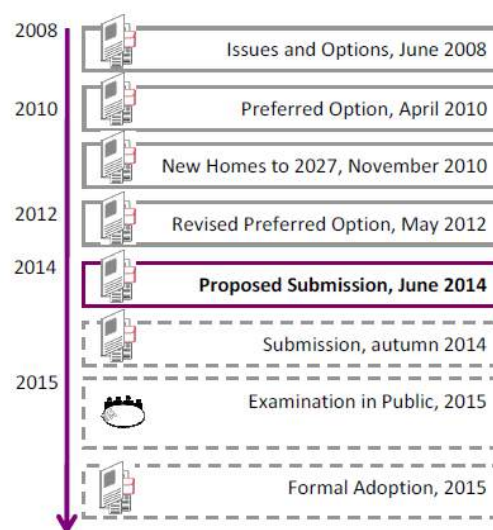 2008
Issues and Options, June 2008
2010
Preferred Option, April 2010
New Homes to 2027, November 2010
2012
Revised Preferred Option, May 2012
2014
Proposed Submission, June 2014
Submission, autumn 2014
2015
Examination in Public, 2015
Formal Adoption, 2015